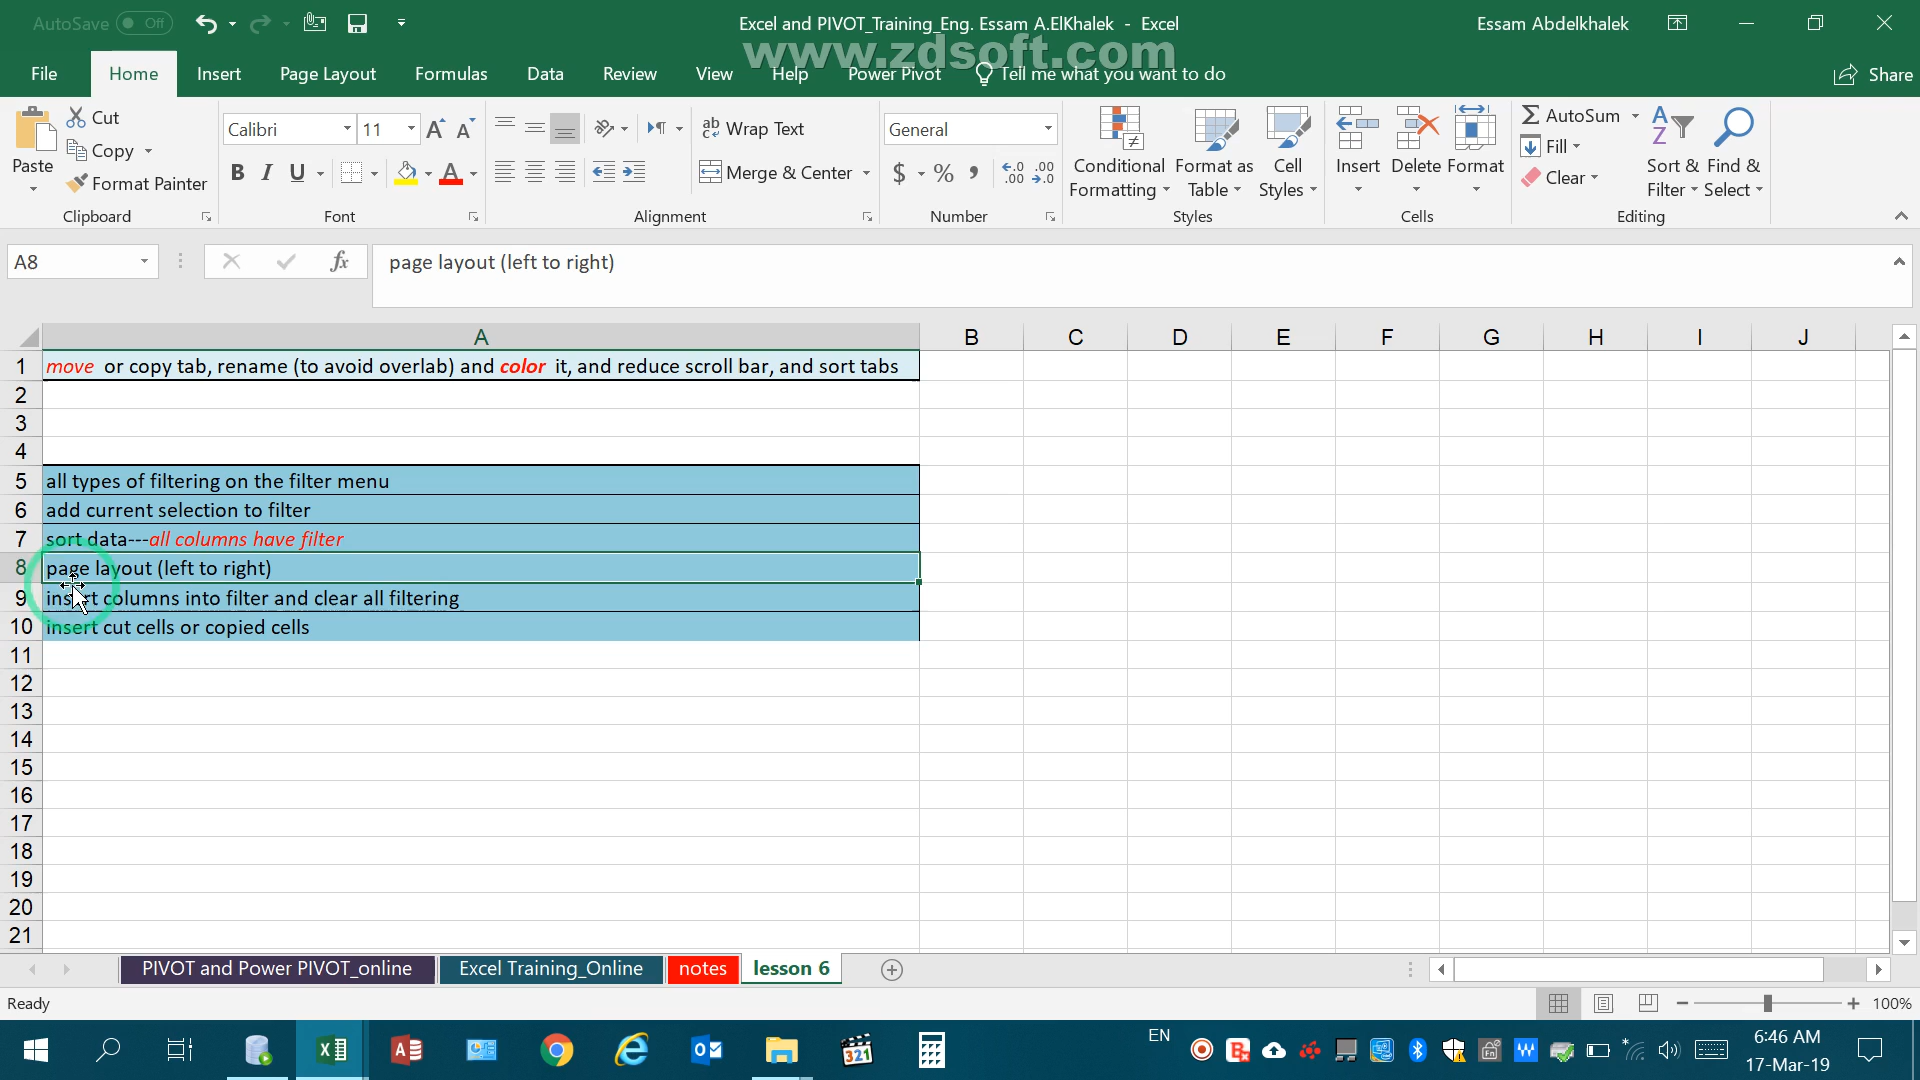 AutoSave Off
Excel and PIVOT_Training_Eng. Essam A.ElKhalek - Excel
Essam Abdelkhalek
www.zdsoft.com
File Home Insert Page Layout Formulas Data Review View Help Power Pivot Tell me what you want to do Share
Paste
Cut
Copy
Format Painter
Clipboard
Calibri 11
B I U
Font
Wrap Text
Merge & Center
Alignment
General
$ % ,
Number
Conditional Formatting
Format as Table
Cell Styles
Styles
Insert Delete Format
Cells
AutoSum
Fill
Clear
Sort & Filter
Find & Select
Editing
A8
fx
page layout (left to right)
A B C D E F G H I J
1 move or copy tab, rename (to avoid overlab) and color it, and reduce scroll bar, and sort tabs
2
3
4
5 all types of filtering on the filter menu
6 add current selection to filter
7 sort data---all columns have filter
8 page layout (left to right)
9 insert columns into filter and clear all filtering
10 insert cut cells or copied cells
11
12
13
14
15
16
17
18
19
20
21
PIVOT and Power PIVOT_online Excel Training_Online notes lesson 6
Ready
100%
EN
6:46 AM
17-Mar-19